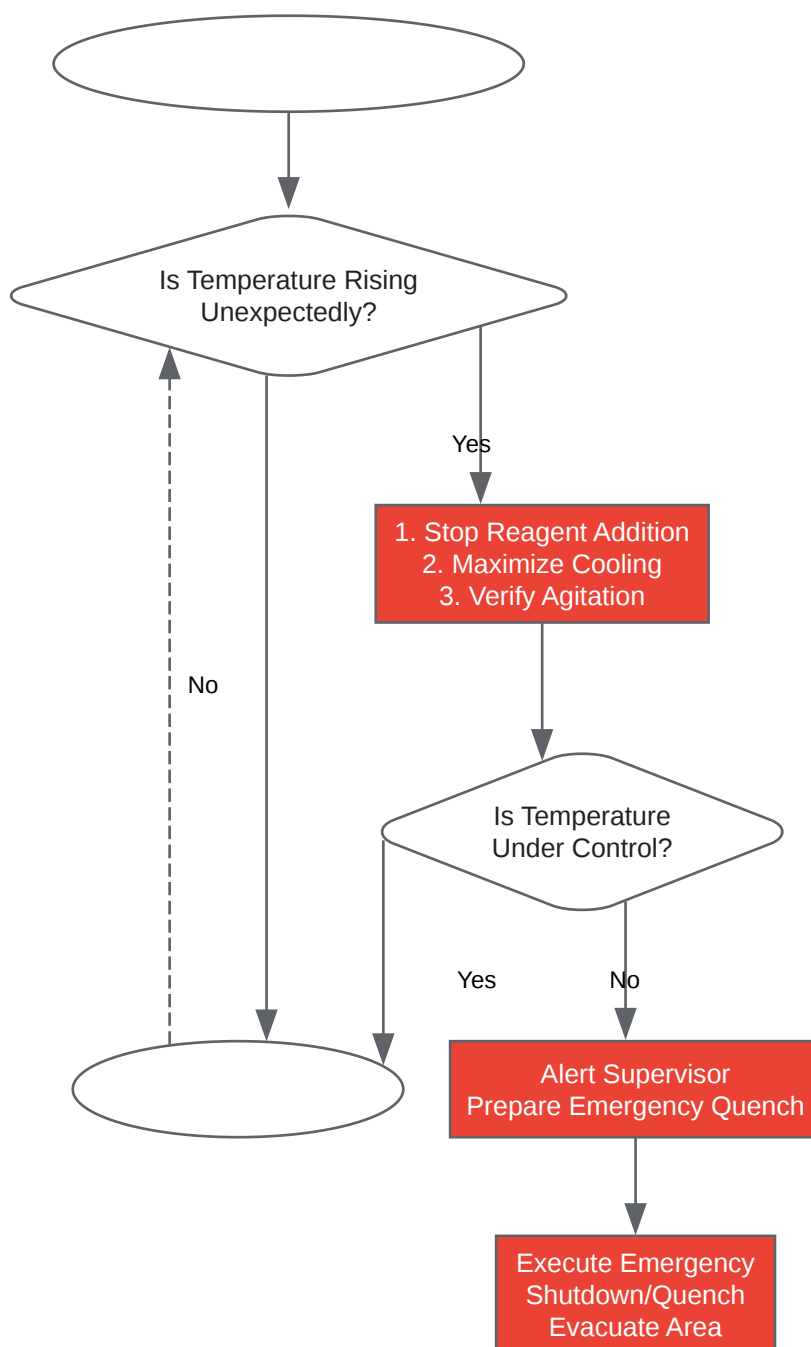 Is Temperature Rising
Unexpectedly?
Yes
1. Stop Reagent Addition
2. Maximize Cooling
3. Verify Agitation
No
Is Temperature
Under Control?
Yes
No
Alert Supervisor
Prepare Emergency Quench
Execute Emergency
Shutdown/Quench
Evacuate Area